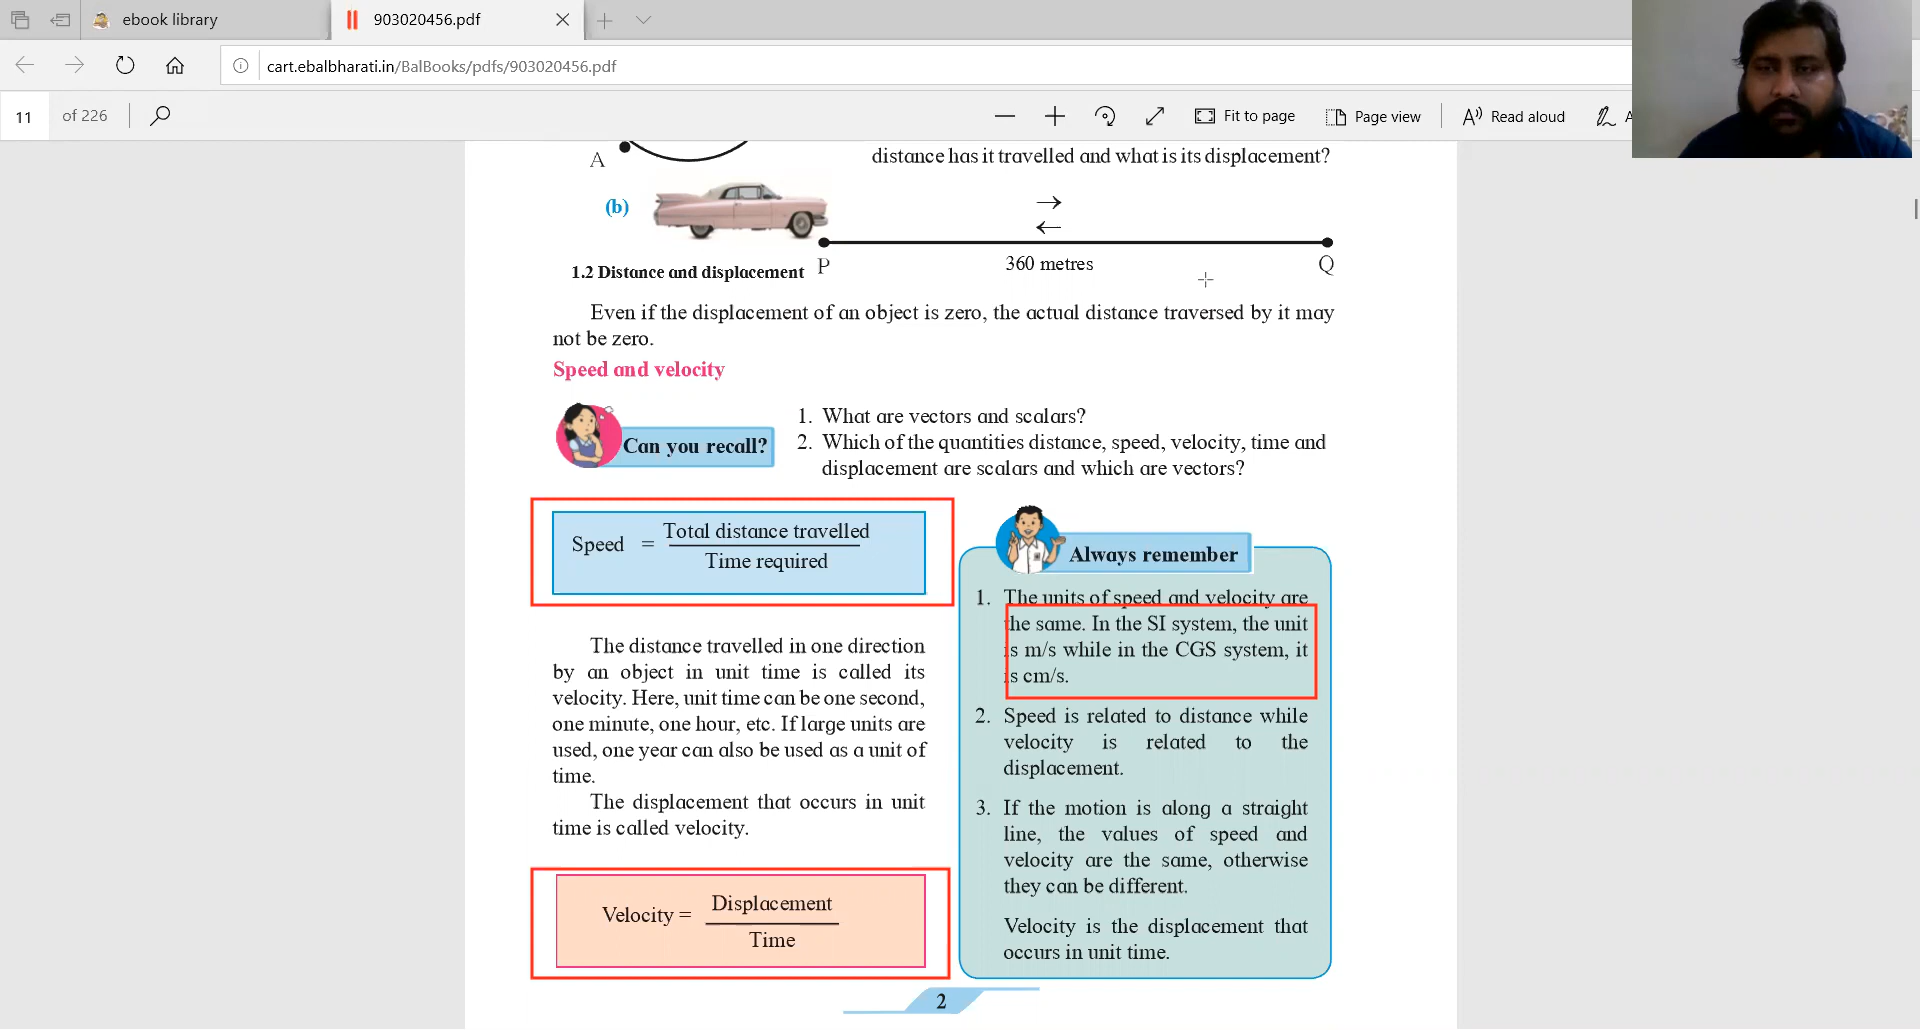 ebook library
903020456.pdf
cart.ebalbharati.in/BalBooks/pdfs/903020456.pdf
11 of 226
Fit to page
Page view
Read aloud
A
distance has it travelled and what is its displacement?
(b)
1.2 Distance and displacement
P
360 metres
Q
Even if the displacement of an object is zero, the actual distance traversed by it may
not be zero.
Speed and velocity
Can you recall?
1. What are vectors and scalars?
2. Which of the quantities distance, speed, velocity, time and
displacement are scalars and which are vectors?
Speed = Total distance travelled
Time required
The distance travelled in one direction
by an object in unit time is called its
velocity. Here, unit time can be one second,
one minute, one hour, etc. If large units are
used, one year can also be used as a unit of
time.
The displacement that occurs in unit
time is called velocity.
Velocity = Displacement
Time
Always remember
1. The units of speed and velocity are
the same. In the SI system, the unit
is m/s while in the CGS system, it
is cm/s.
2. Speed is related to distance while
velocity is related to the
displacement.
3. If the motion is along a straight
line, the values of speed and
velocity are the same, otherwise
they can be different.
Velocity is the displacement that
occurs in unit time.
2